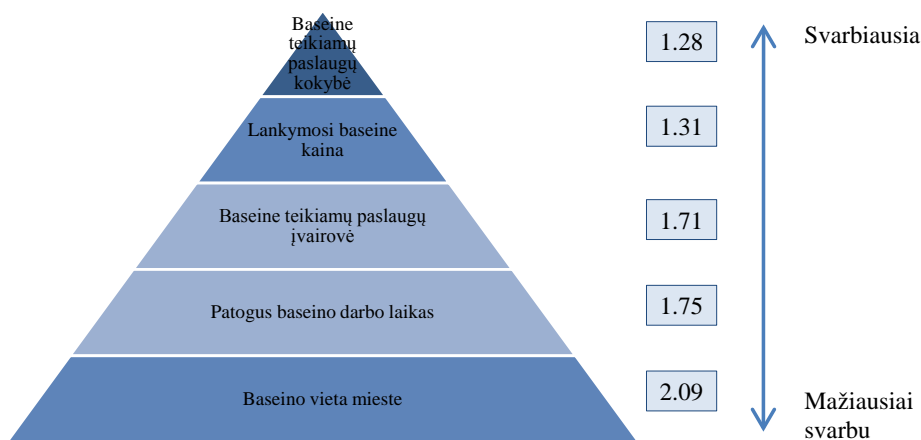 Baseine
teikiamų
paslaugų
kokybė
1.28
Svarbiausia
Lankymosi baseine
kaina
1.31
Baseine teikiamų paslaugų
įvairovė
1.71
Patogus baseino darbo laikas
1.75
Baseino vieta mieste
2.09
Mažiausiai
svarbu